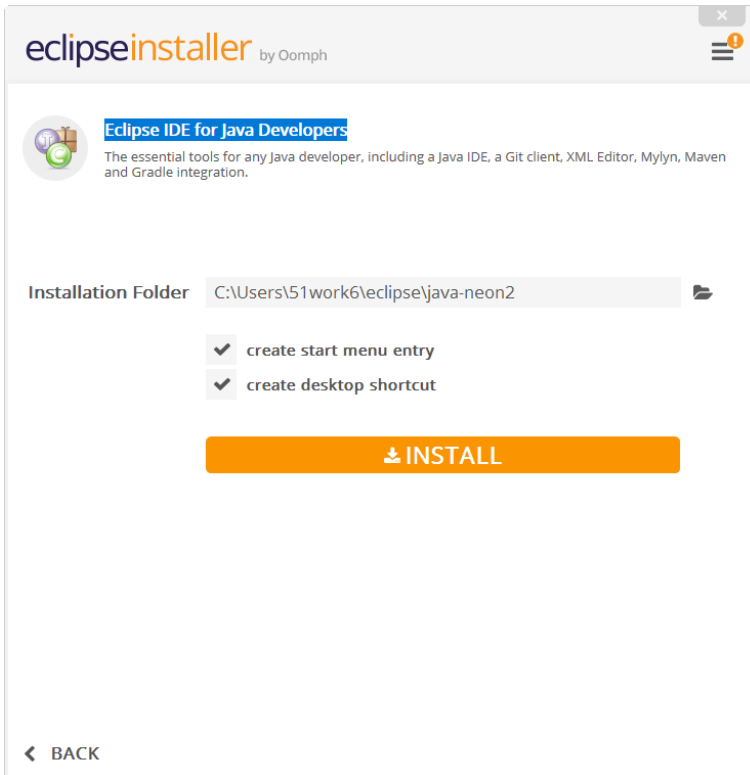 eclipseinstaller by Oomph
Eclipse IDE for Java Developers
The essential tools for any Java developer, including a Java IDE, a Git client, XML Editor, Mylyn, Maven
and Gradle integration.
Installation Folder C:\Users\51work6\eclipse\java-neon2
create start menu entry
create desktop shortcut
INSTALL
BACK